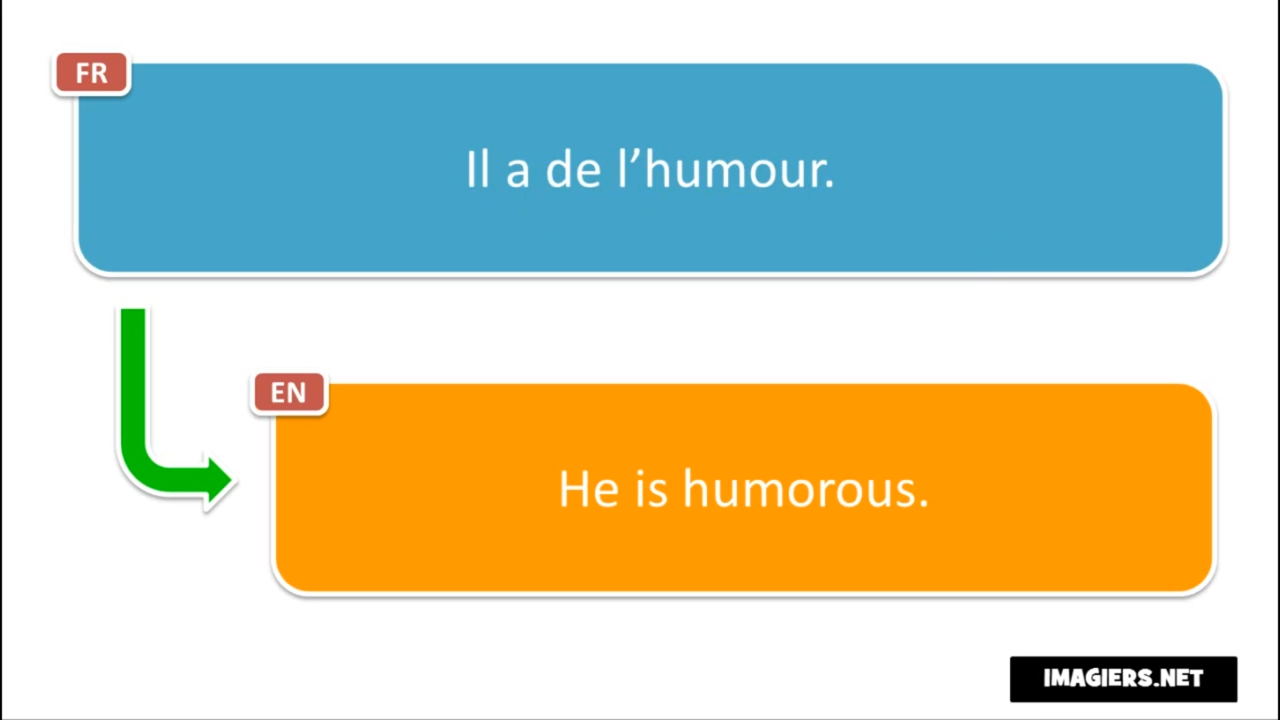 FR
Il a de l’humour.
EN
He is humorous.
IMAGIERS.NET